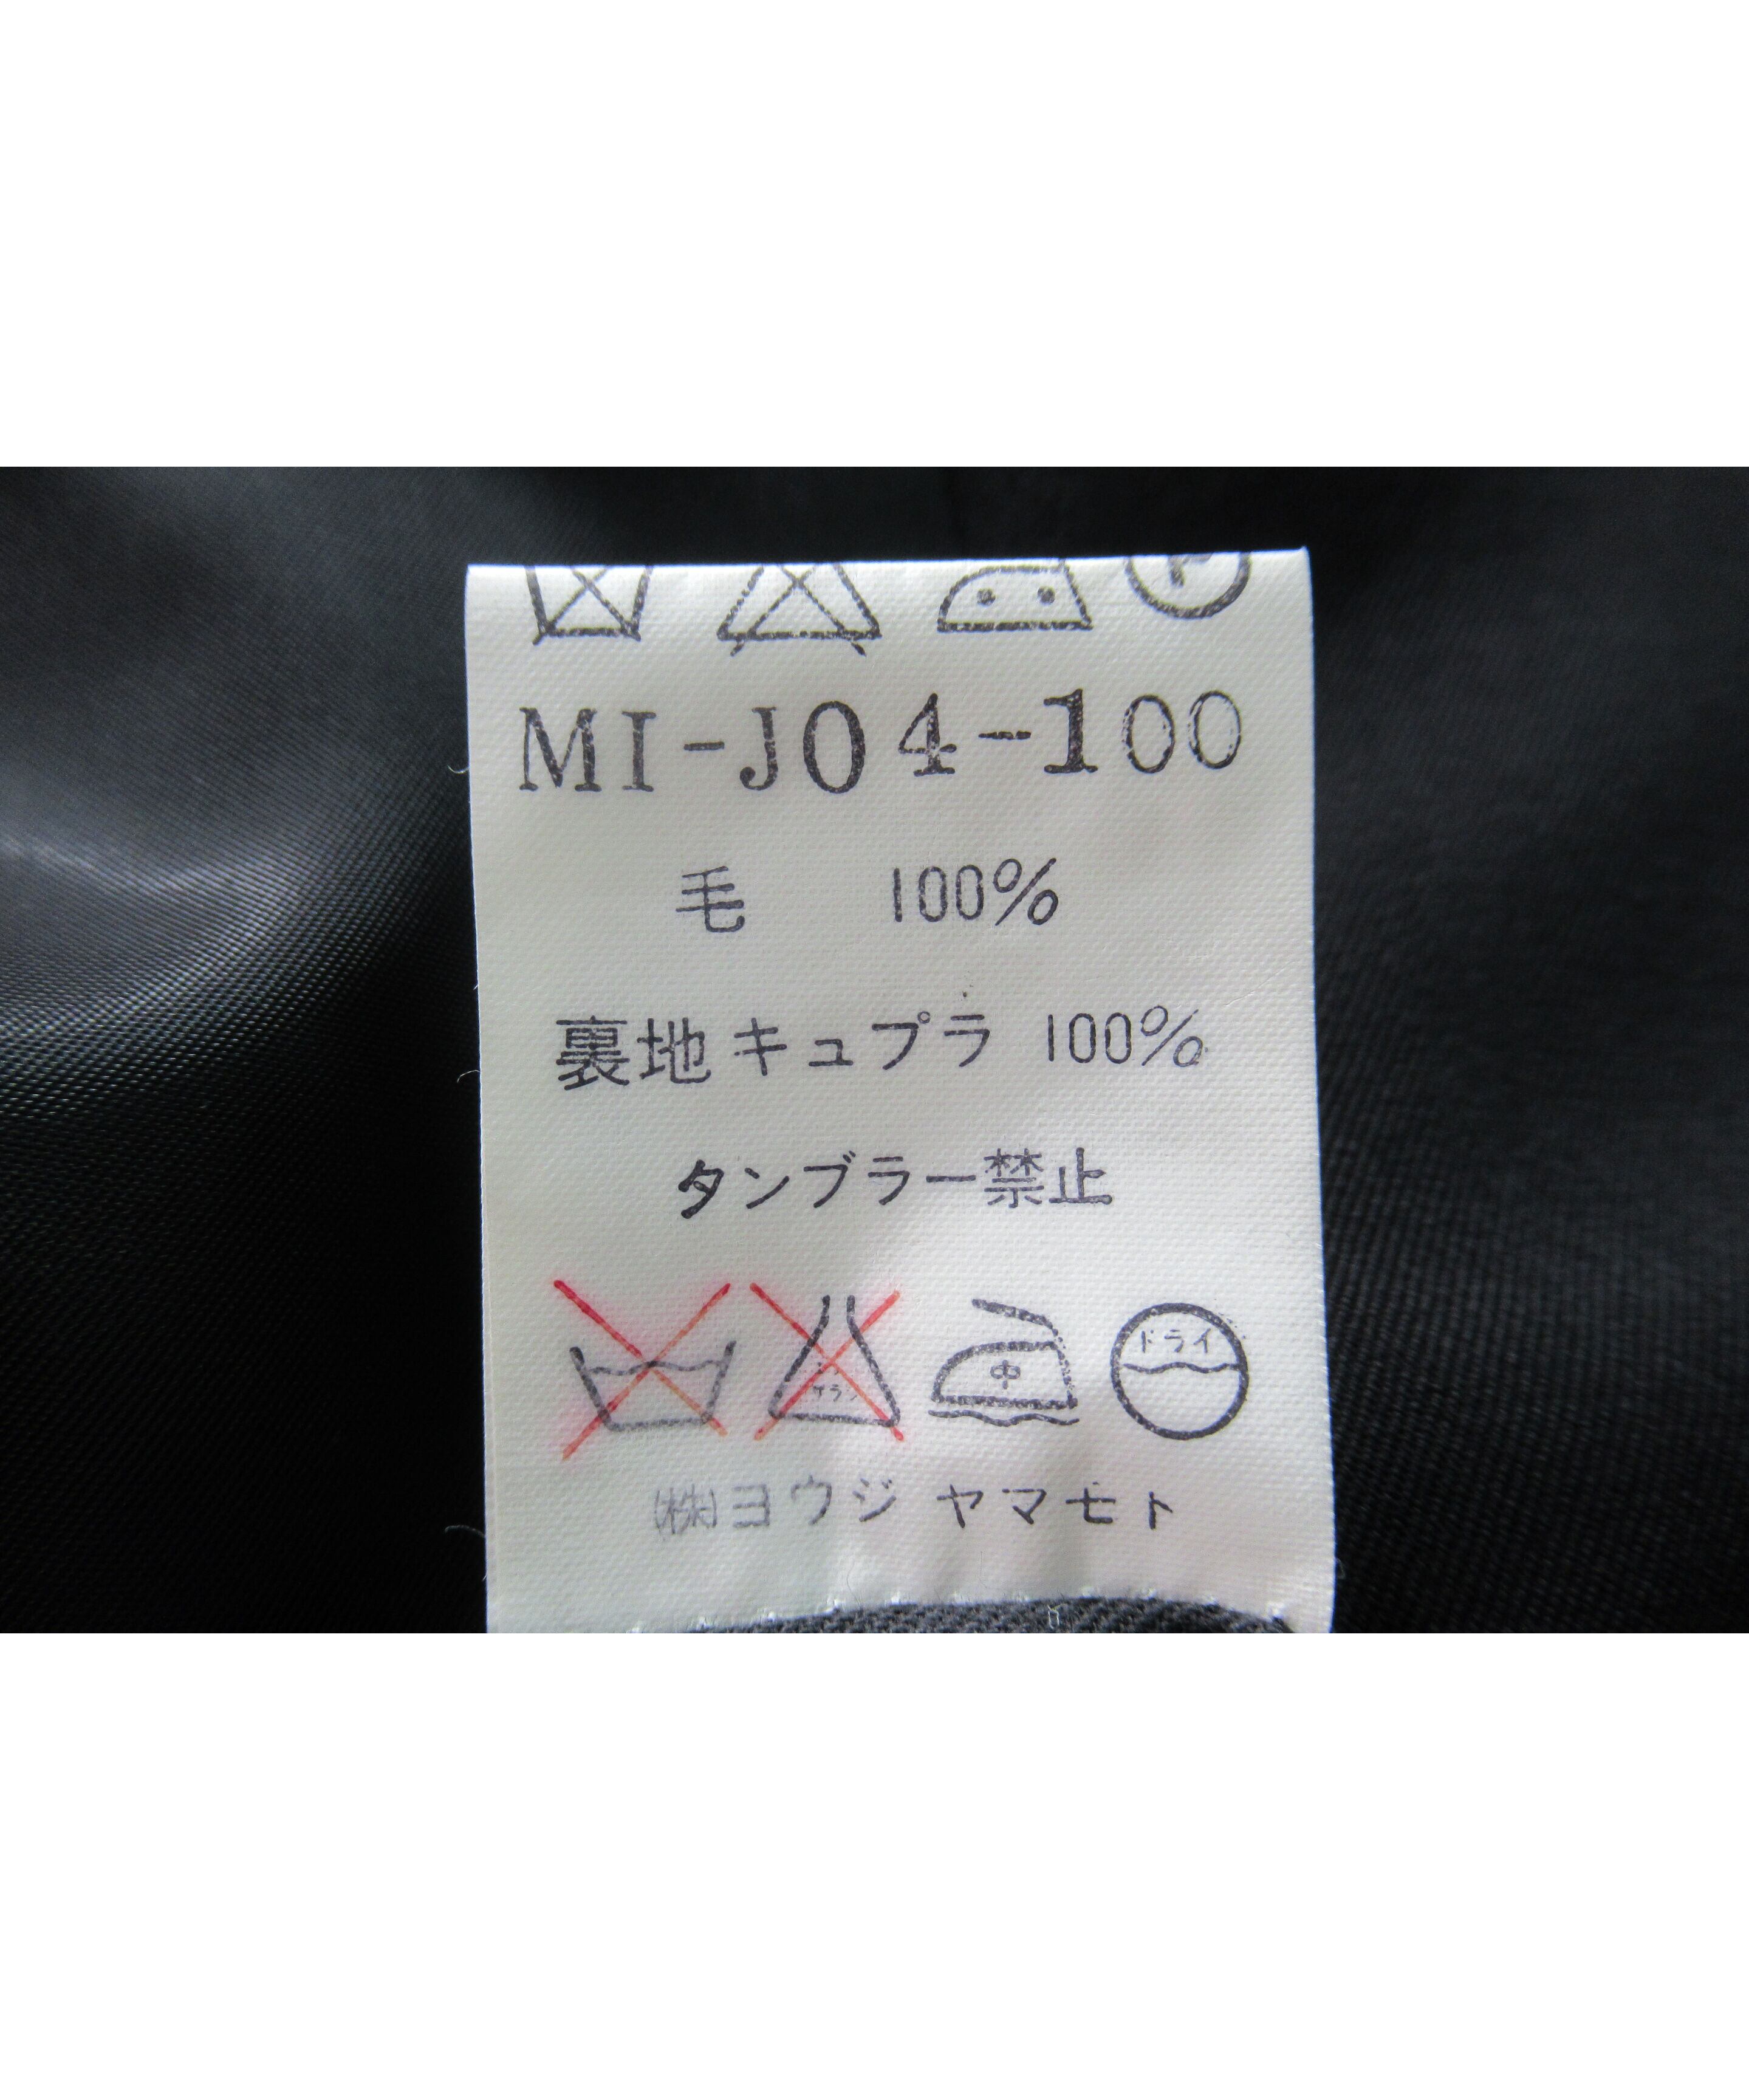 P
MI-J04-100
毛 100%
裏地キュプラ 100%
タンブラー禁止
中 ドライ
㈱ヨウジヤマモト